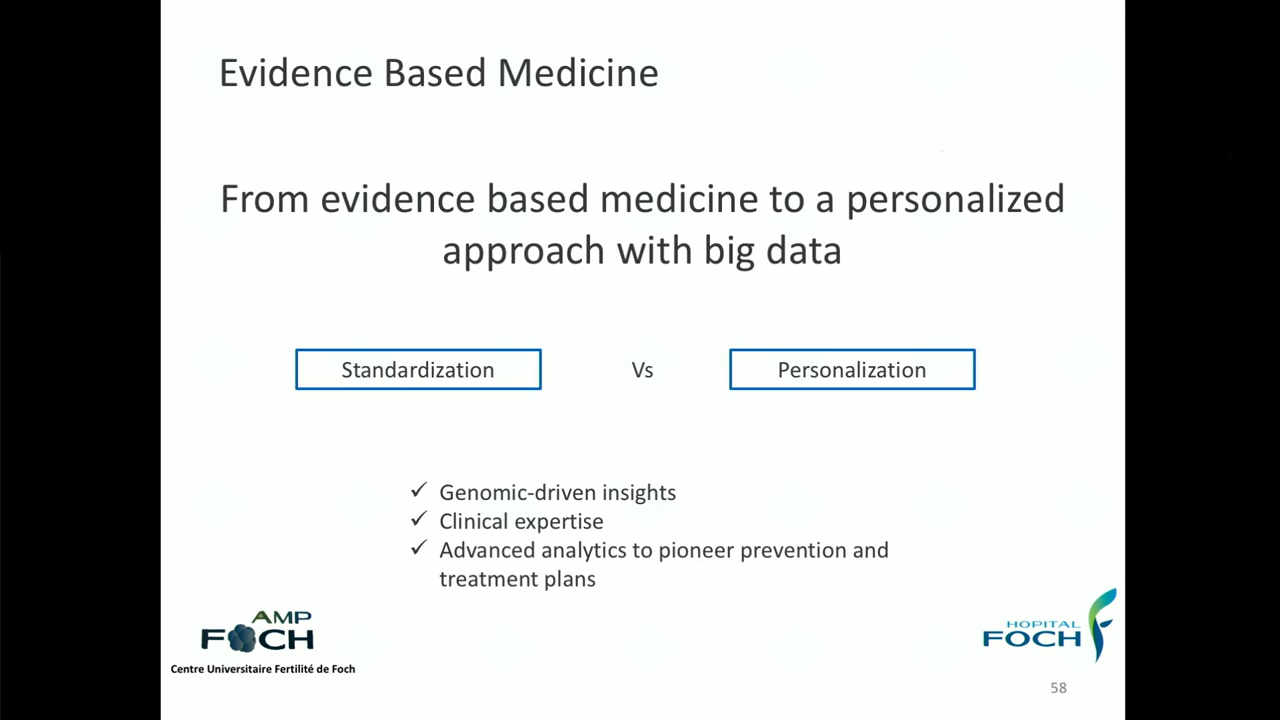 Evidence Based Medicine
From evidence based medicine to a personalized
approach with big data
Standardization Vs Personalization
✓ Genomic-driven insights
✓ Clinical expertise
✓ Advanced analytics to pioneer prevention and
treatment plans
AMP
FOCH
Centre Universitaire Fertilité de Foch
HOPITAL
FOCH
58